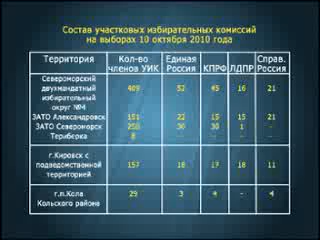 Состав участковых избирательных комиссий
на выборах 10 октября 2010 года
Территория Кол-во членов УИК Единая Россия КПРФ ЛДПР Справ. Россия
Североморский
двухмандатный
избирательный
округ №4 409 52 45 16 21
ЗАТО Александровск 151 22 15 15 21
ЗАТО Североморск 250 30 30 1 -
Териберка 8 - - -
г.Кировск с
подведомственной
территорией 157 18 17 18 11
г.п.Кола
Кольского района 29 3 4 - 4